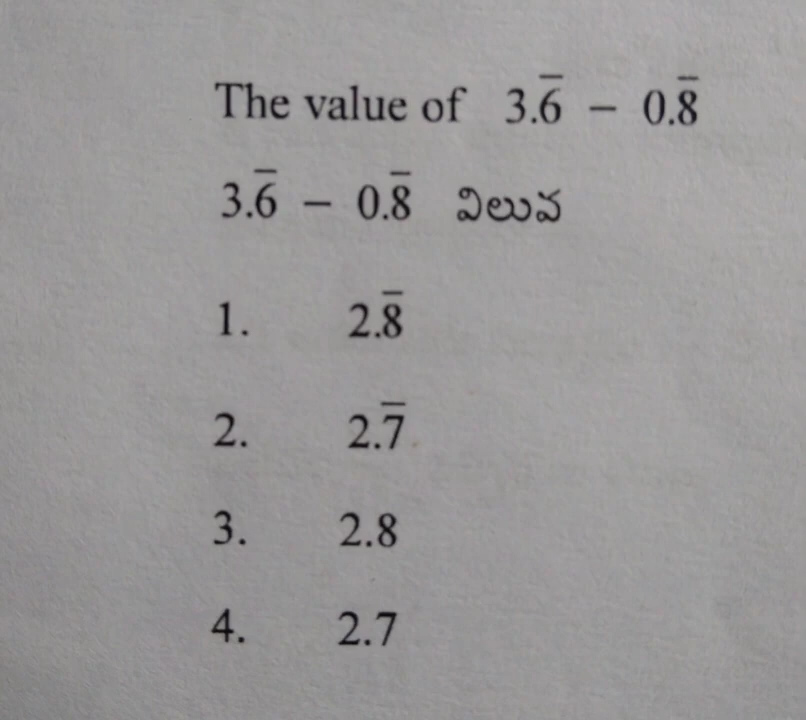 The value of 3.6̅ − 0.8̅
3.6̅ − 0.8̅ విలువ
1. 2.8̅
2. 2.7̅
3. 2.8
4. 2.7